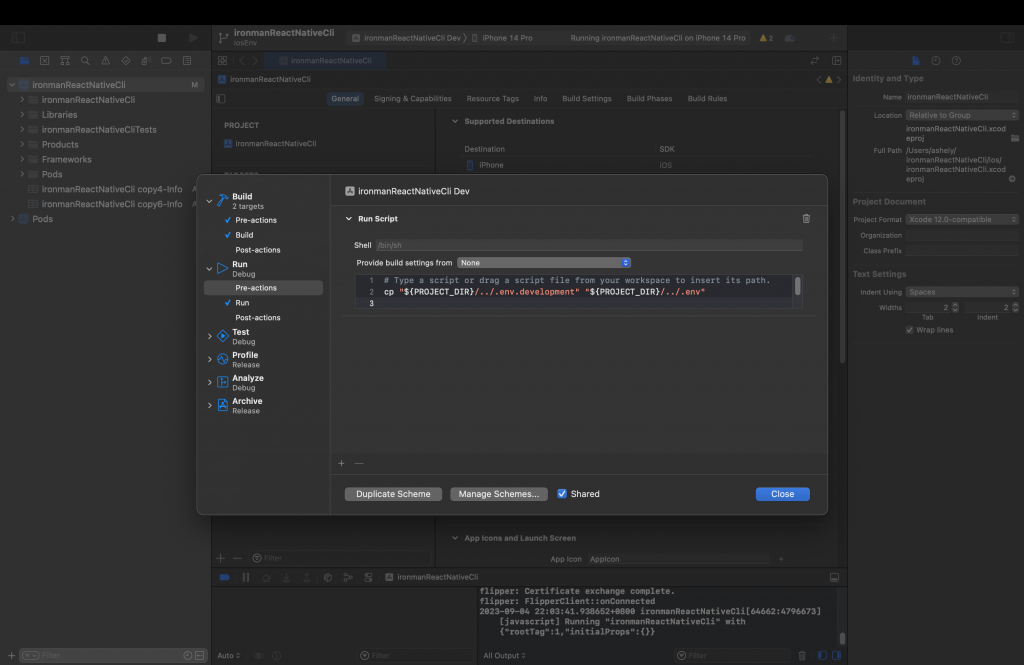 ironmanReactNativeCli
iosEnv
ironmanReactNativeCli Dev
iPhone 14 Pro
Running ironmanReactNativeCli on iPhone 14 Pro
2
ironmanReactNativeCli
M
ironmanReactNativeCli
Libraries
ironmanReactNativeCliTests
Products
Frameworks
Pods
ironmanReactNativeCli copy4-Info
ironmanReactNativeCli copy6-Info
Pods
ironmanReactNativeCli
ironmanReactNativeCli
General
Signing & Capabilities
Resource Tags
Info
Build Settings
Build Phases
Build Rules
PROJECT
ironmanReactNativeCli
Supported Destinations
Destination
SDK
iPhone
iOS
Identity and Type
Name ironmanReactNativeCli
Location Relative to Group
ironmanReactNativeCli.xcod
eproj
Full Path /Users/ashely/
ironmanReactNativeCli/ios/
ironmanReactNativeCli.xcod
eproj
Project Document
Project Format Xcode 12.0-compatible
Organization
Class Prefix
Text Settings
Indent Using Spaces
Widths 2 2
Tab Indent
Wrap lines
Build
2 targets
Pre-actions
Build
Post-actions
Run
Debug
Pre-actions
Run
Post-actions
Test
Debug
Profile
Release
Analyze
Debug
Archive
Release
ironmanReactNativeCli Dev
Run Script
Shell /bin/sh
Provide build settings from None
1 # Type a script or drag a script file from your workspace to insert its path.
2 cp "${PROJECT_DIR}/../.env.development" "${PROJECT_DIR}/../.env"
3
Duplicate Scheme
Manage Schemes...
Shared
Close
App Icons and Launch Screen
App Icon AppIcon
Filter
ironmanReactNativeCli
flipper: Certificate exchange complete.
flipper: FlipperClient::onConnected
2023-09-04 22:03:41.938652+0800 ironmanReactNativeCli[64662:4796673]
[javascript] Running "ironmanReactNativeCli" with
{"rootTag":1,"initialProps":{}}
Filter
Auto
Filter
All Output
Filter